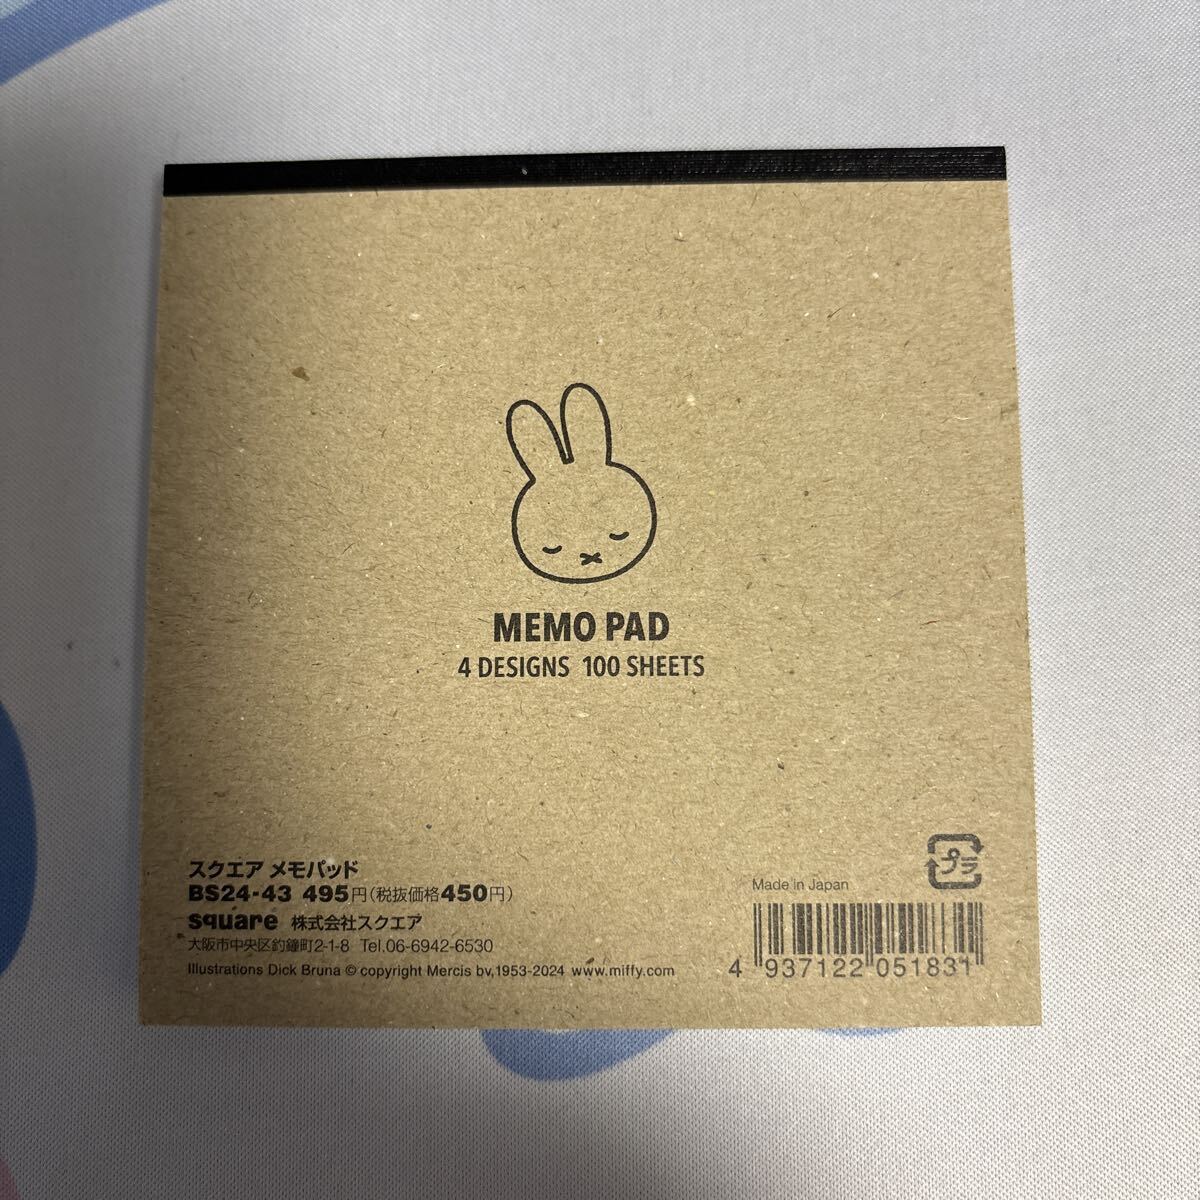 MEMO PAD
4 DESIGNS 100 SHEETS
スクエア メモパッド
BS24-43 495円(税抜価格450円)
square 株式会社スクエア
大阪市中央区釣鐘町2-1-8 Tel.06-6942-6530
Illustrations Dick Bruna © copyright Mercis bv,1953-2024 www.miffy.com
プラ
Made in Japan
4 937122 051831